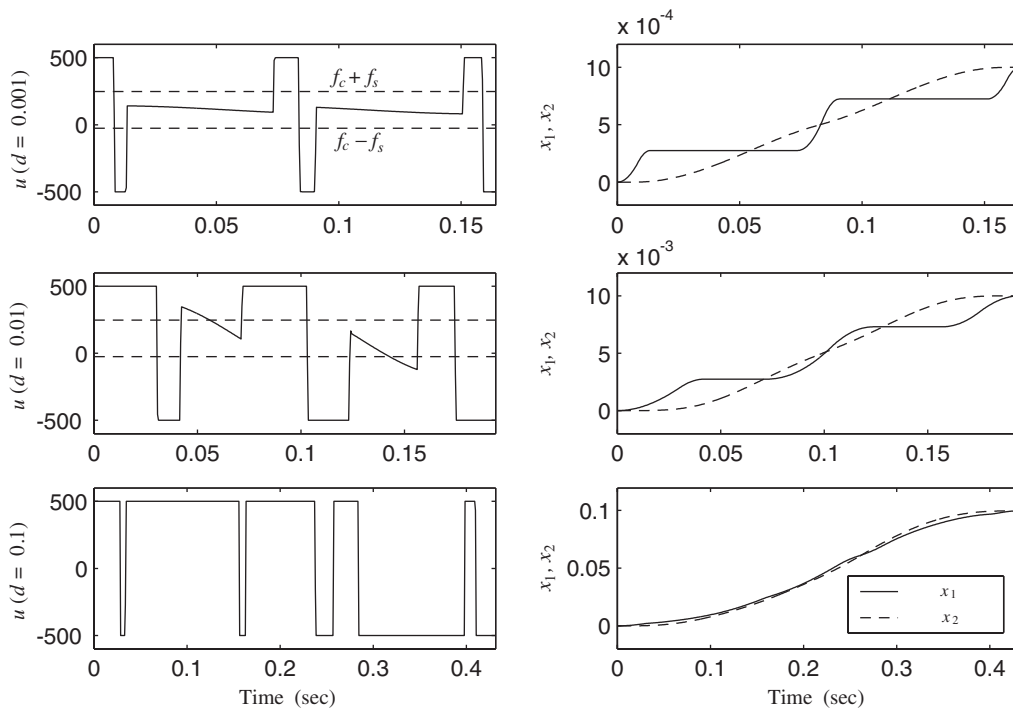 u (d = 0.001)
500
0
-500
f_c + f_s
f_c − f_s
0 0.05 0.1 0.15
x 10^-4
x_1, x_2
10
5
0
0 0.05 0.1 0.15
u (d = 0.01)
500
0
-500
0 0.05 0.1 0.15
x 10^-3
x_1, x_2
10
5
0
0 0.05 0.1 0.15
u (d = 0.1)
500
0
-500
0 0.1 0.2 0.3 0.4
Time (sec)
x_1, x_2
0.1
0.05
0
x_1
x_2
0 0.1 0.2 0.3 0.4
Time (sec)